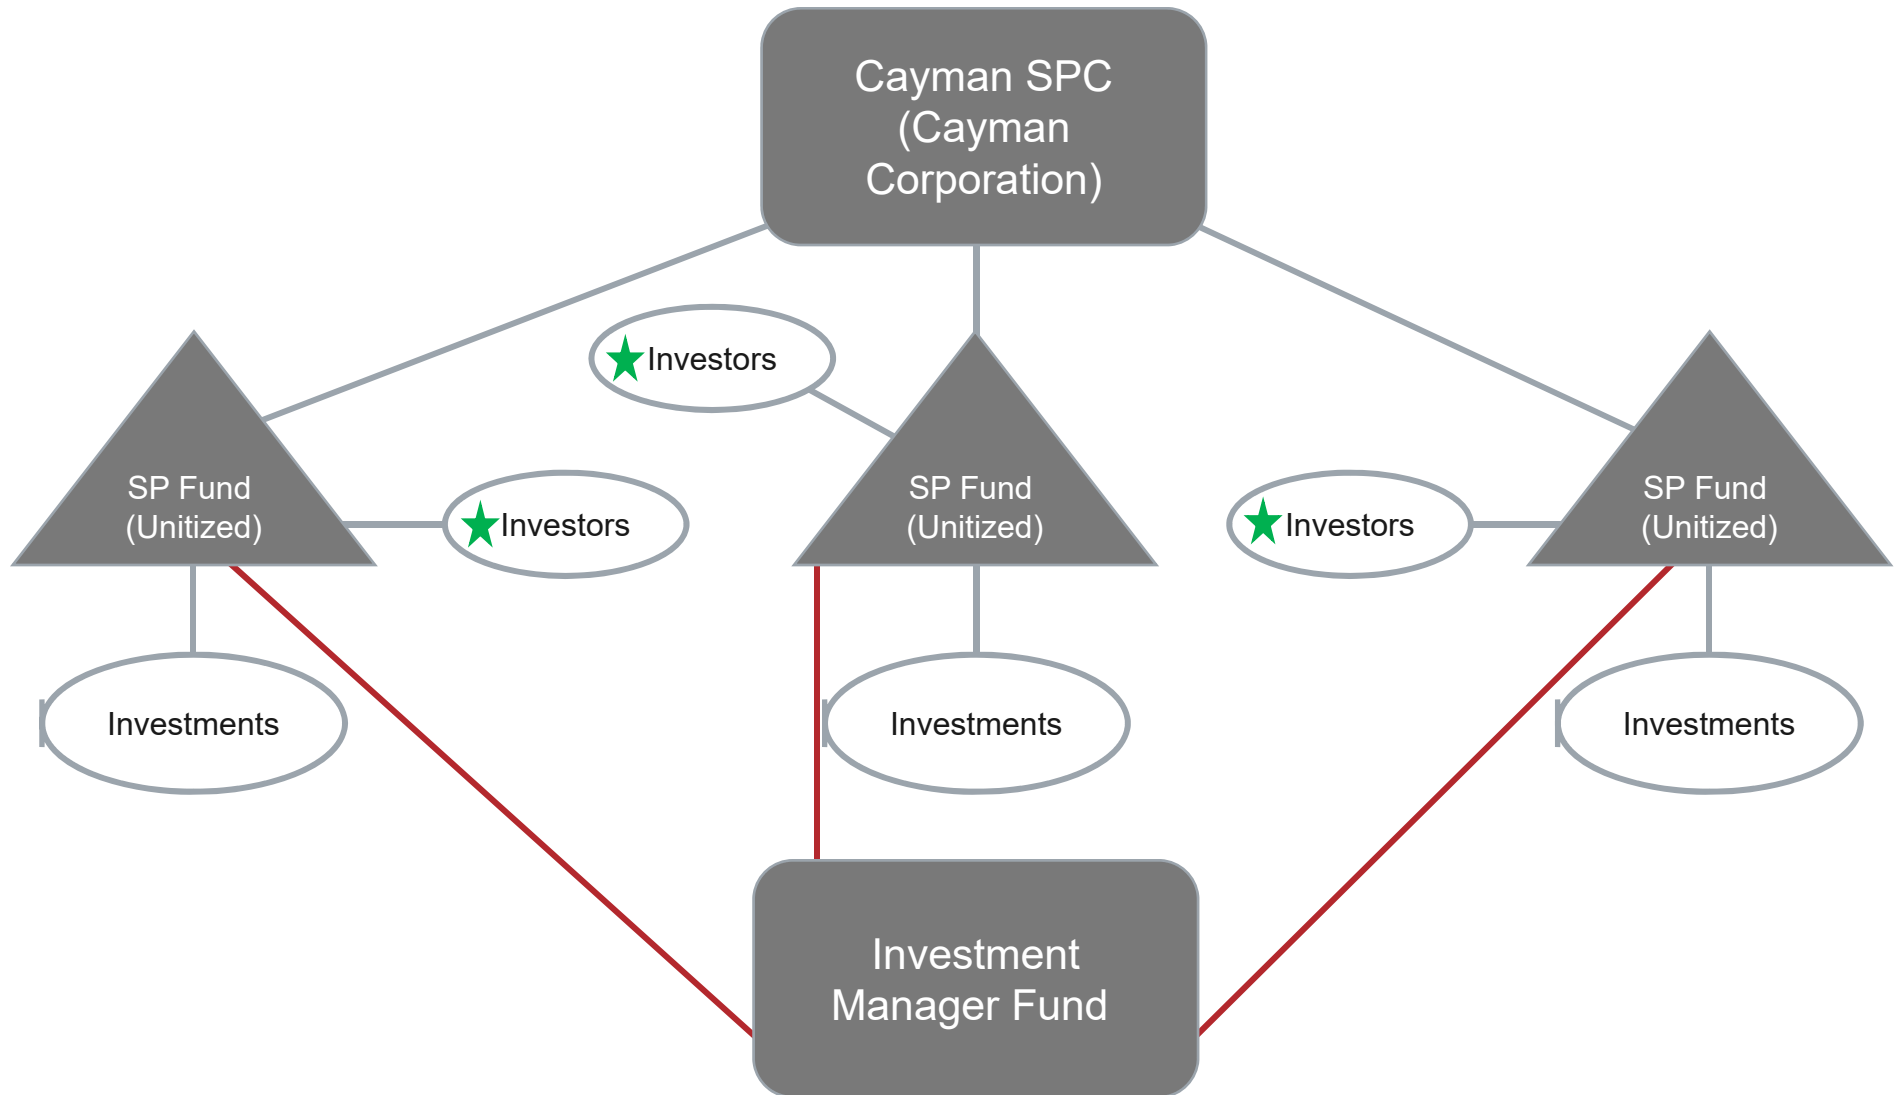 Cayman SPC
(Cayman
Corporation)
Investors
SP Fund
(Unitized)
Investors
SP Fund
(Unitized)
Investors
SP Fund
(Unitized)
Investments
Investments
Investments
Investment
Manager Fund